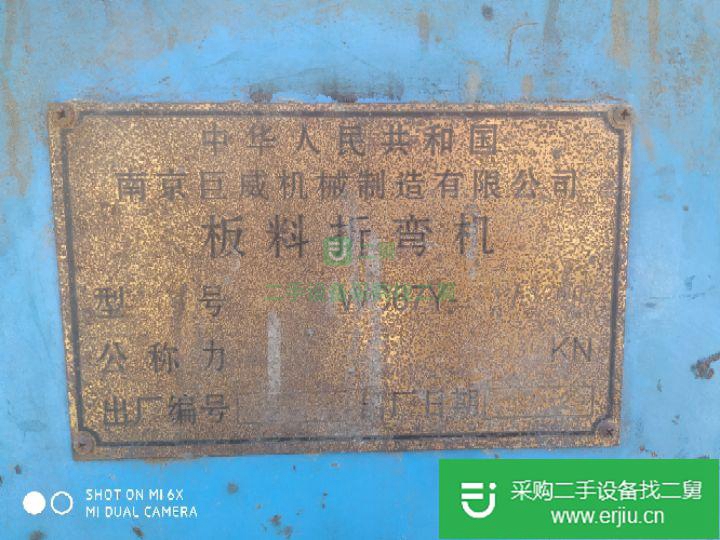 中华人民共和国
南京巨威机械制造有限公司
板料折弯机
型 号 W 67Y
公称力 KN
出厂编号 厂日期
SHOT ON MI 6X
MI DUAL CAMERA
采购二手设备找二舅
www.erjiu.cn